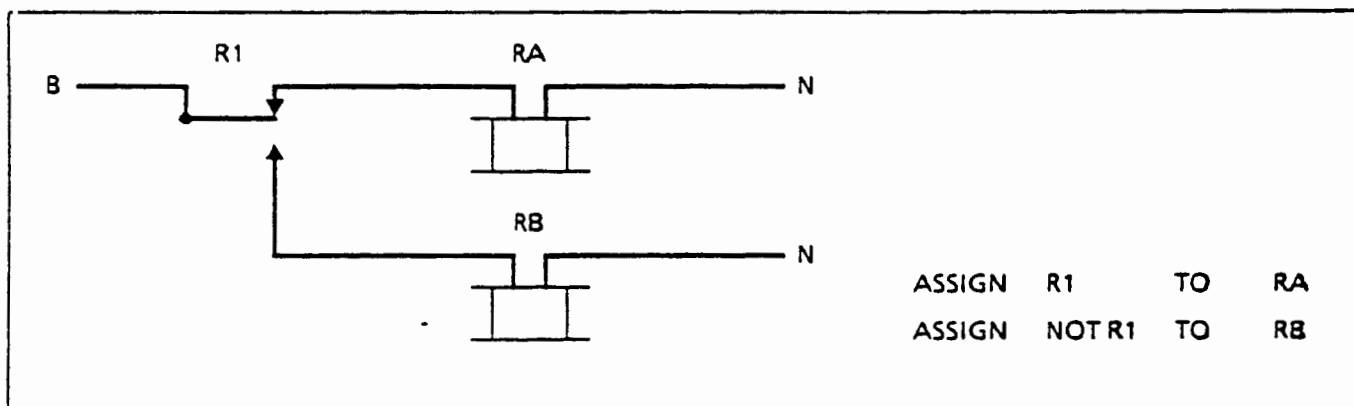 R1 RA
B N
RB
N
ASSIGN R1 TO RA
ASSIGN NOT R1 TO RB